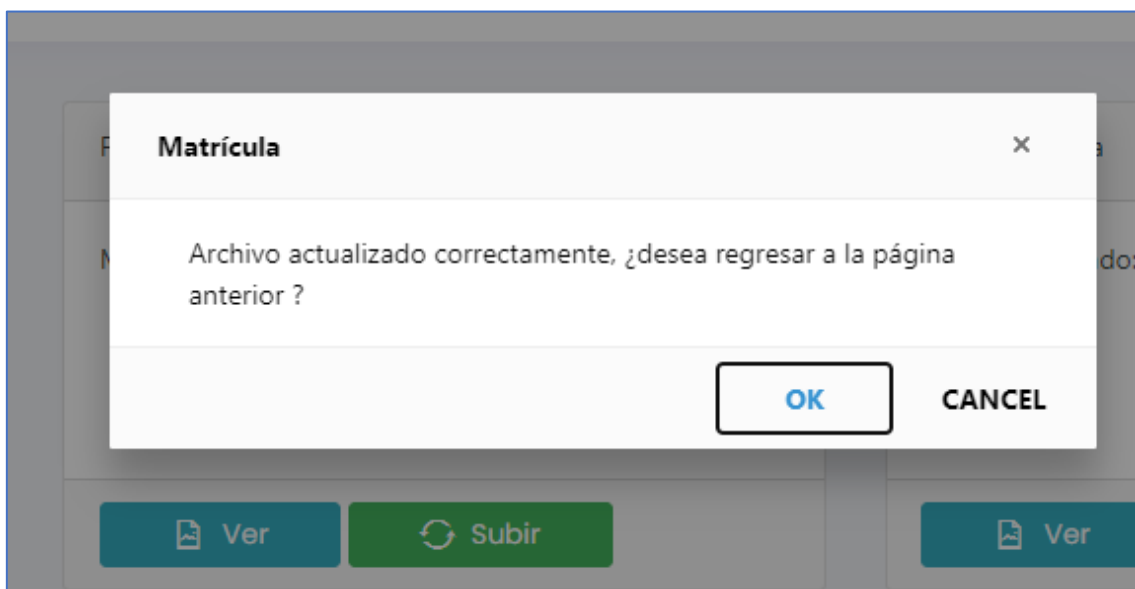 Matrícula
×
Archivo actualizado correctamente, ¿desea regresar a la página
anterior ?
OK CANCEL
Ver Subir Ver